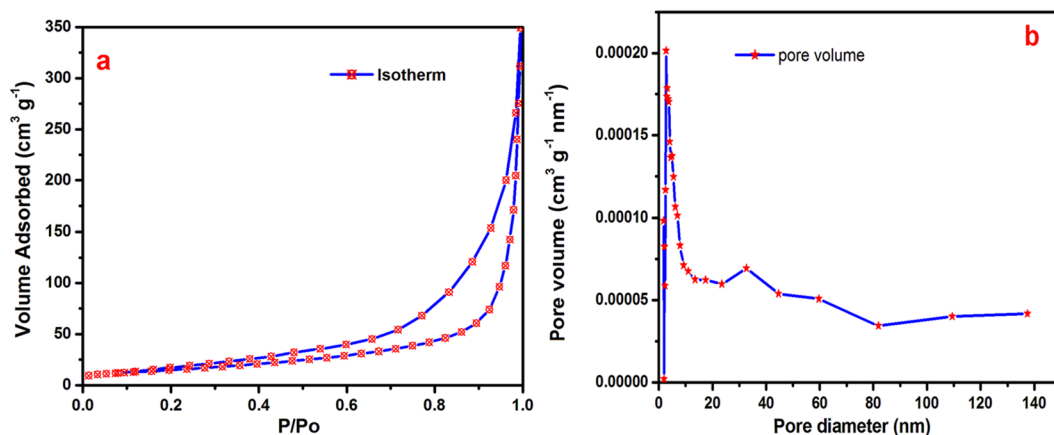 a
Isotherm
Volume Adsorbed (cm³ g⁻¹)
350
300
250
200
150
100
50
0
0.0 0.2 0.4 0.6 0.8 1.0
P/Po
b
pore volume
Pore volume (cm³ g⁻¹ nm⁻¹)
0.00020
0.00015
0.00010
0.00005
0.00000
0 20 40 60 80 100 120 140
Pore diameter (nm)